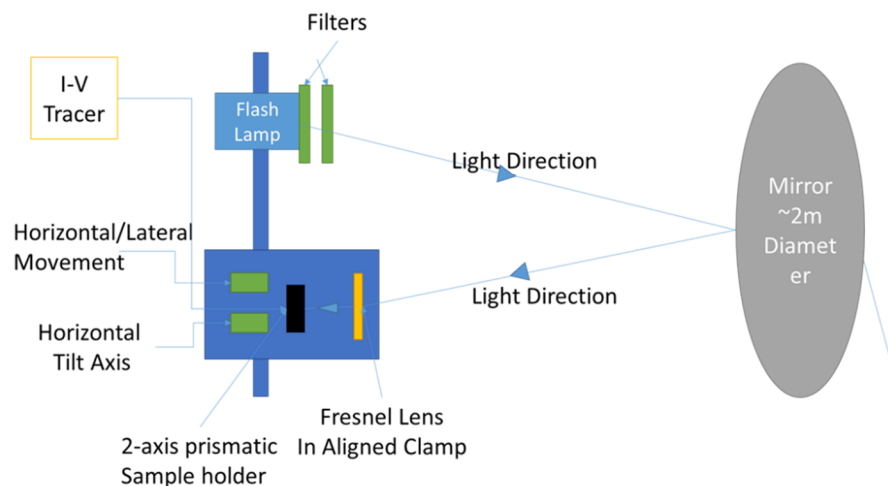 Filters
I-V
Tracer
Flash
Lamp
Light Direction
Mirror
~2m
Diamet
er
Horizontal/Lateral
Movement
Light Direction
Horizontal
Tilt Axis
Fresnel Lens
In Aligned Clamp
2-axis prismatic
Sample holder